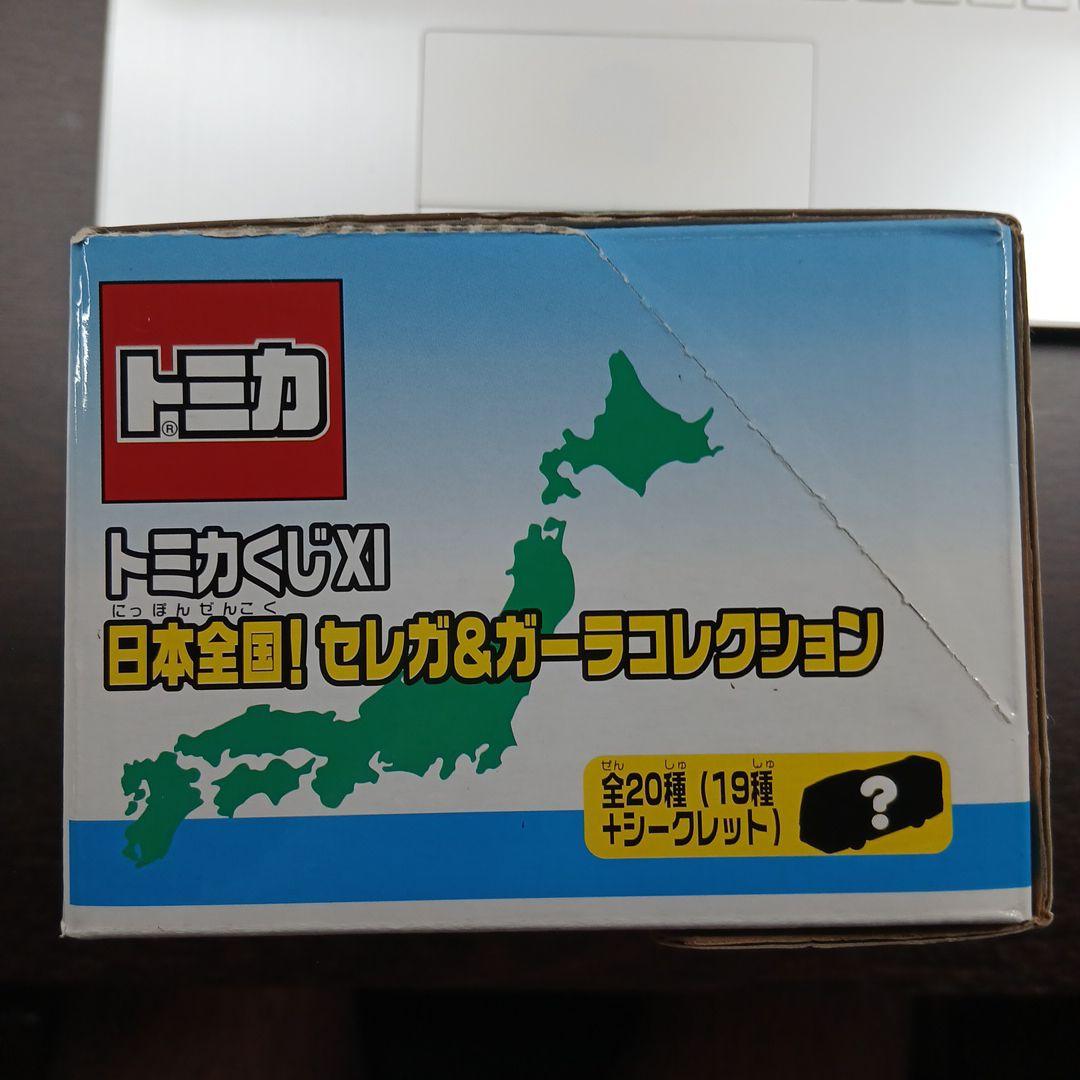 トミカ®
トミカくじXI
にっぽんぜんこく
日本全国! セレガ&ガーラコレクション
ぜん しゅ しゅ
全20種 (19種
+シークレット)
?